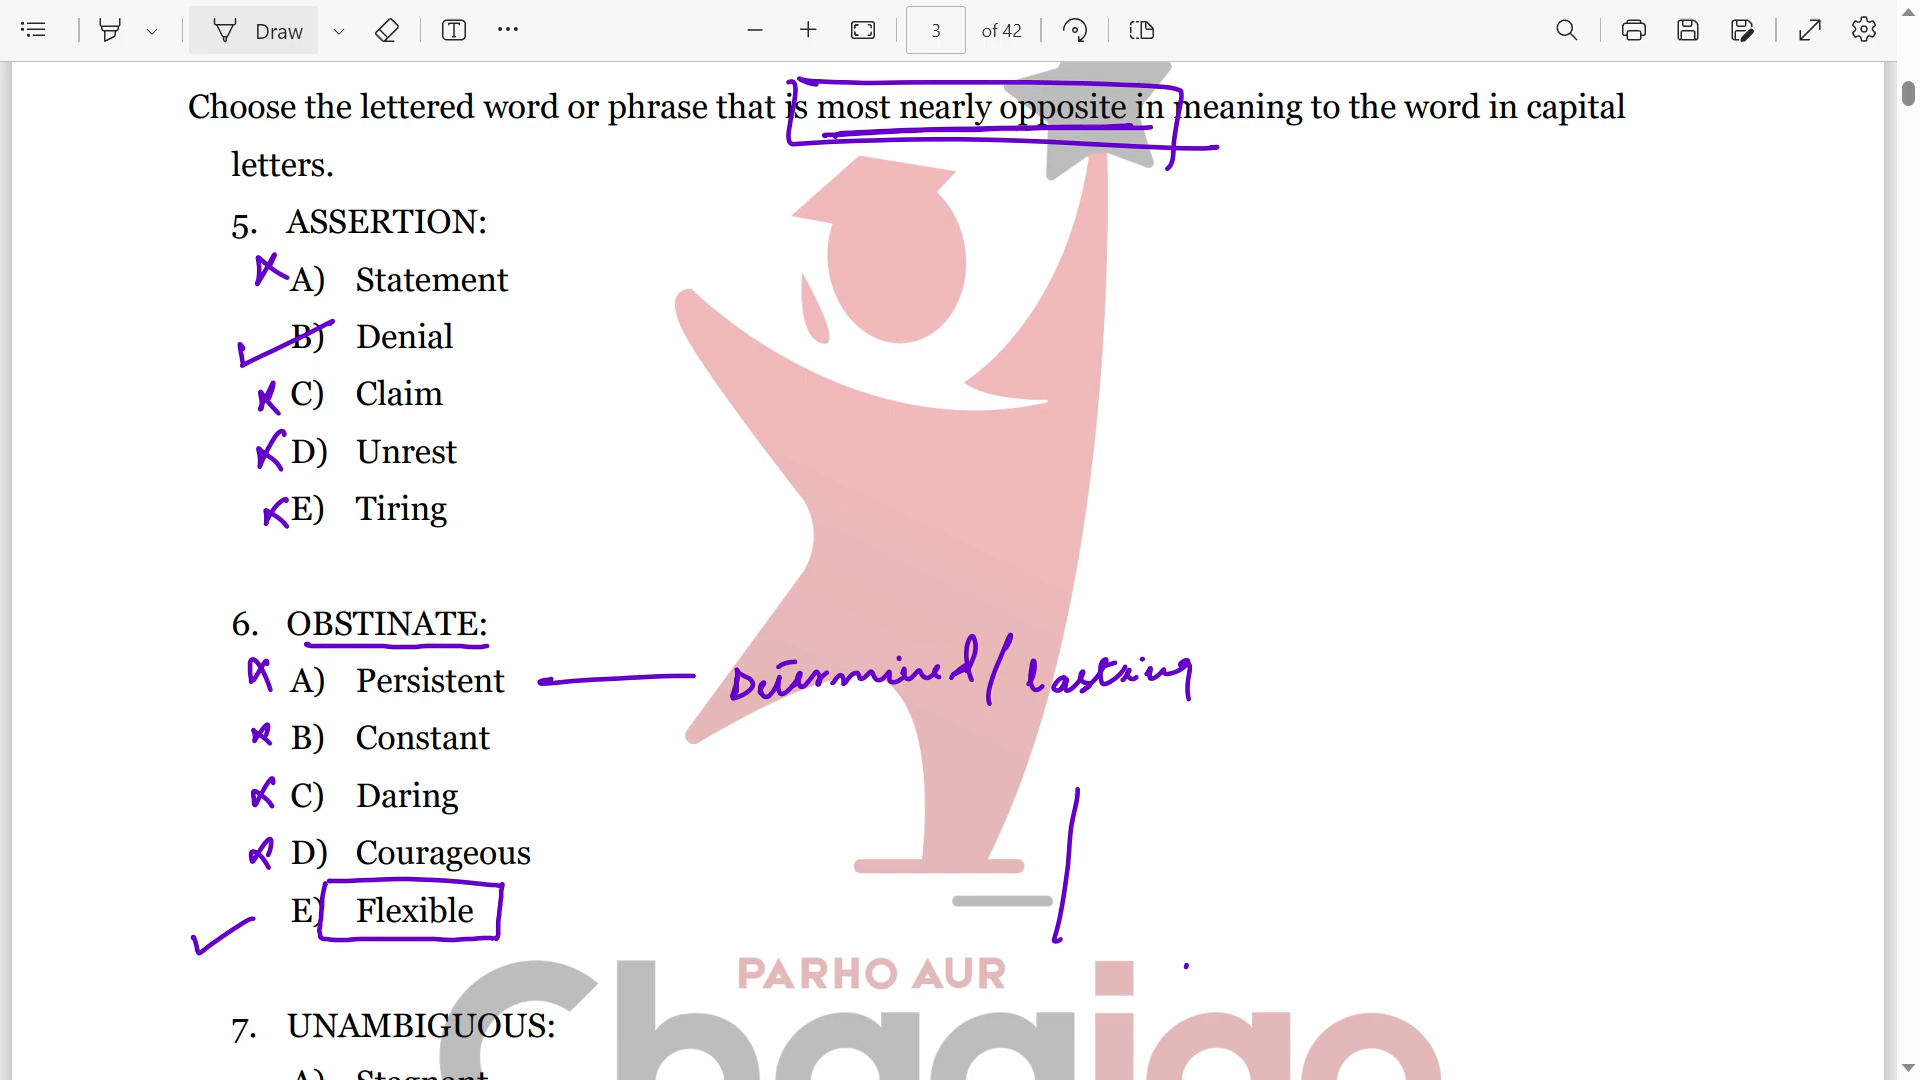 Draw
3 of 42
Choose the lettered word or phrase that is most nearly opposite in meaning to the word in capital
letters.
5. ASSERTION:
A) Statement
B) Denial
C) Claim
D) Unrest
E) Tiring
6. OBSTINATE:
A) Persistent Determined / Lasting
B) Constant
C) Daring
D) Courageous
E) Flexible
PARHO AUR
7. UNAMBIGUOUS:
A) Stagnant